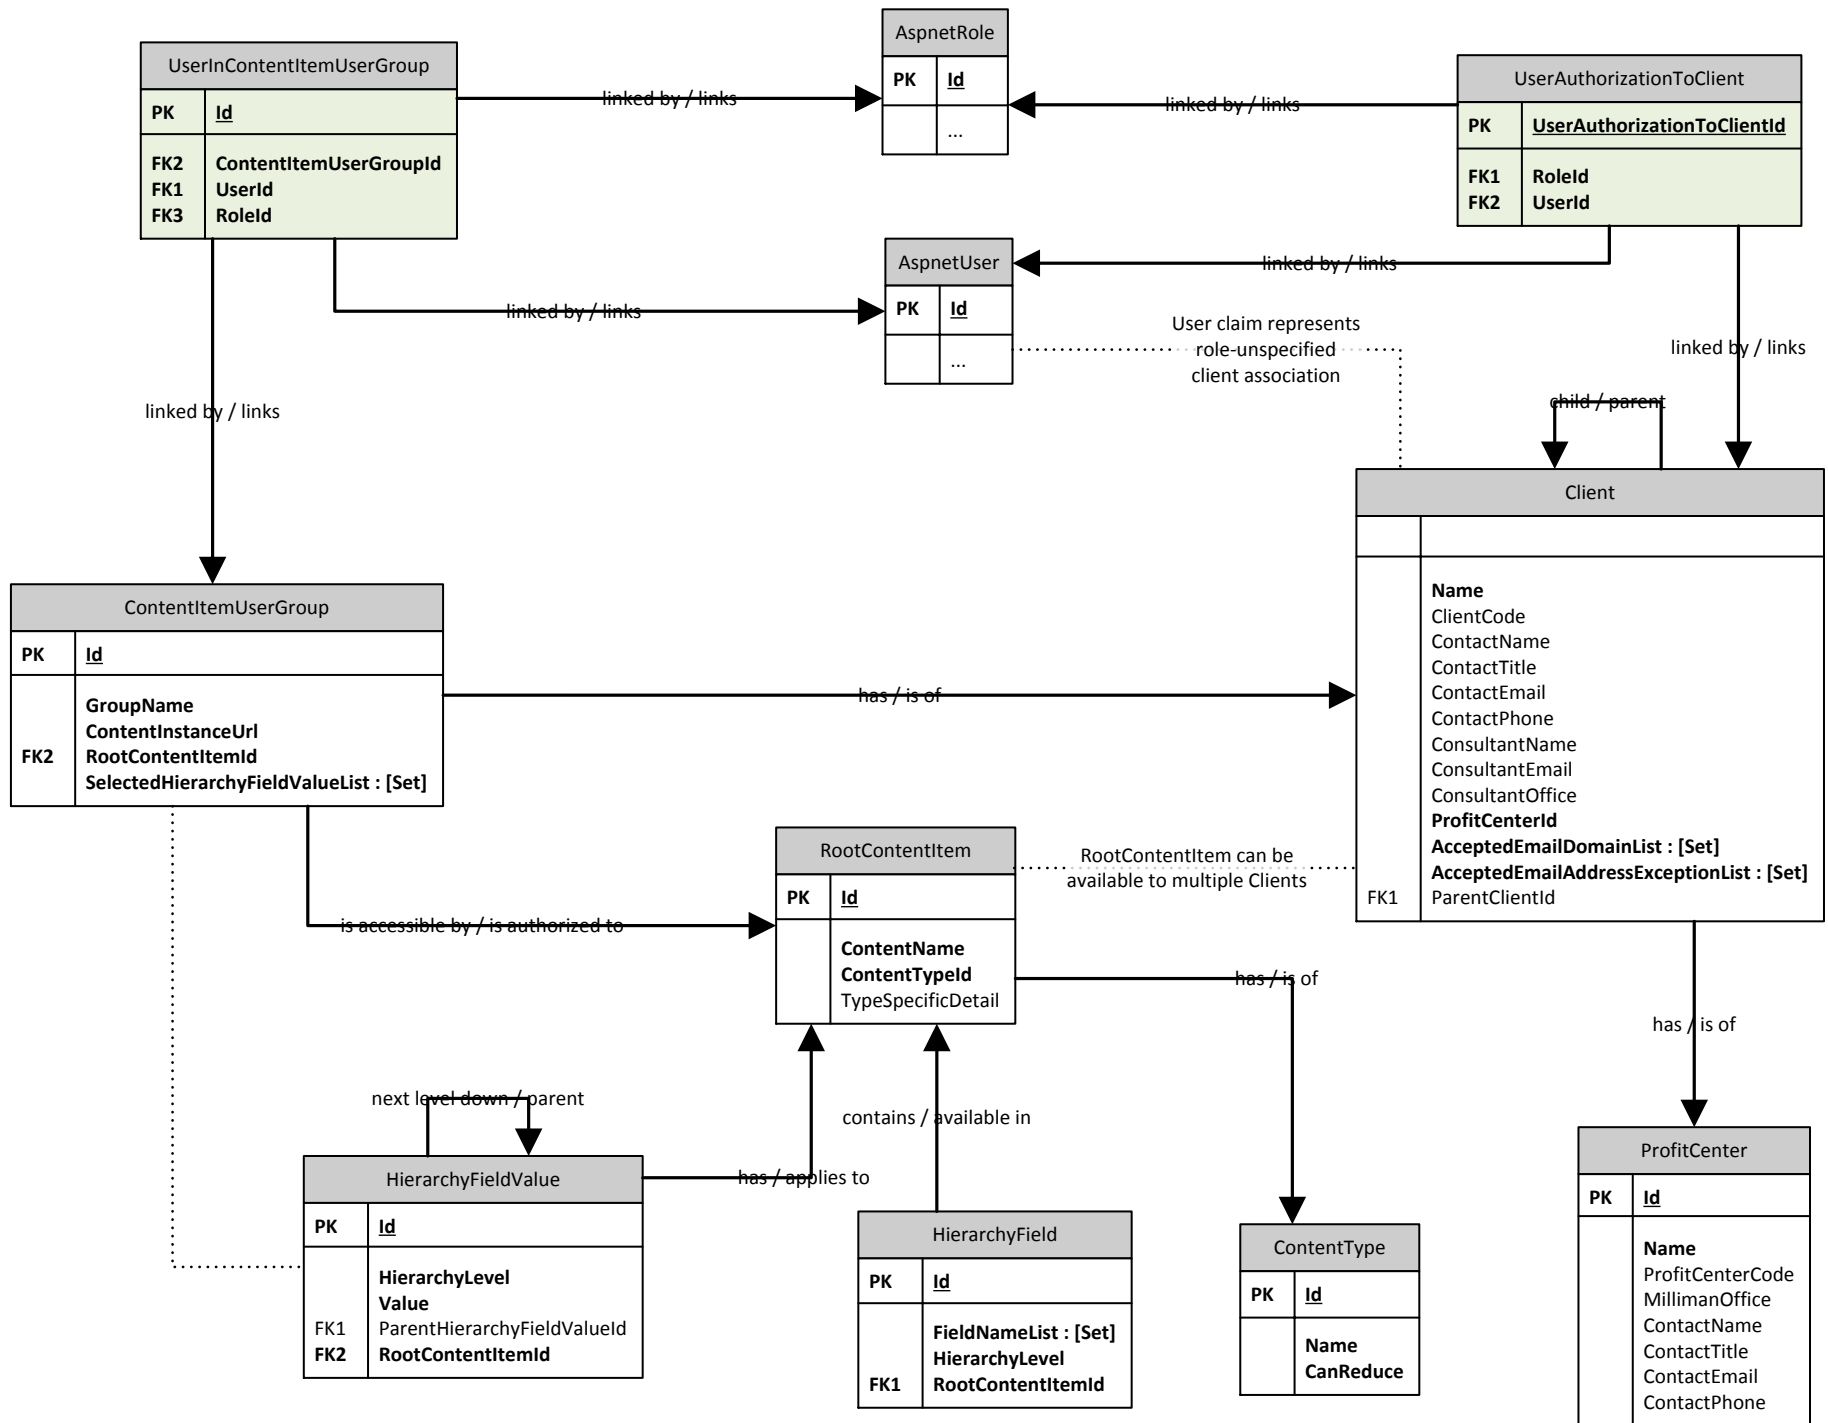 AspnetRole
PK Id
...
UserInContentItemUserGroup
PK Id
FK2 ContentItemUserGroupId
FK1 UserId
FK3 RoleId
linked by / links
linked by / links
UserAuthorizationToClient
PK UserAuthorizationToClientId
FK1 RoleId
FK2 UserId
AspnetUser
PK Id
...
linked by / links
linked by / links
User claim represents
role-unspecified
client association
linked by / links
linked by / links
child / parent
Client
Name
ClientCode
ContactName
ContactTitle
ContactEmail
ContactPhone
ConsultantName
ConsultantEmail
ConsultantOffice
ProfitCenterId
AcceptedEmailDomainList : [Set]
AcceptedEmailAddressExceptionList : [Set]
FK1 ParentClientId
ContentItemUserGroup
PK Id
GroupName
ContentInstanceUrl
FK2 RootContentItemId
SelectedHierarchyFieldValueList : [Set]
has / is of
RootContentItem
PK Id
ContentName
ContentTypeId
TypeSpecificDetail
RootContentItem can be
available to multiple Clients
is accessible by / is authorized to
has / is of
has / is of
next level down / parent
contains / available in
has / applies to
HierarchyFieldValue
PK Id
HierarchyLevel
Value
FK1 ParentHierarchyFieldValueId
FK2 RootContentItemId
HierarchyField
PK Id
FieldNameList : [Set]
HierarchyLevel
FK1 RootContentItemId
ContentType
PK Id
Name
CanReduce
ProfitCenter
PK Id
Name
ProfitCenterCode
MillimanOffice
ContactName
ContactTitle
ContactEmail
ContactPhone